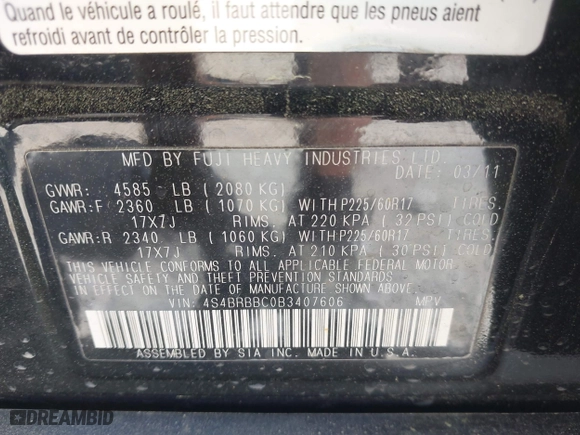 Quand le véhicule a roulé, il faut attendre que les pneus aient
refroidi avant de contrôler la pression.
MFD BY FUJI HEAVY INDUSTRIES LTD.
DATE: 03/11
GVWR: 4585 LB ( 2080 KG)
GAWR:F 2360 LB ( 1070 KG) WITH P225/60R17 TIRES.
17X7J RIMS. AT 220 KPA ( 32 PSI) COLD
GAWR:R 2340 LB ( 1060 KG) WITH P225/60R17 TIRES.
17X7J RIMS. AT 210 KPA ( 30 PSI) COLD
THIS VEHICLE CONFORMS TO ALL APPLICABLE FEDERAL MOTOR
VEHICLE SAFETY AND THEFT PREVENTION STANDARDS
IN EFFECT ON THE DATE OF MANUFACTURE SHOWN ABOVE.
VIN: 4S4BRBBC0B3407606 MPV
ASSEMBLED BY SIA INC. MADE IN U.S.A.
DREAMBID